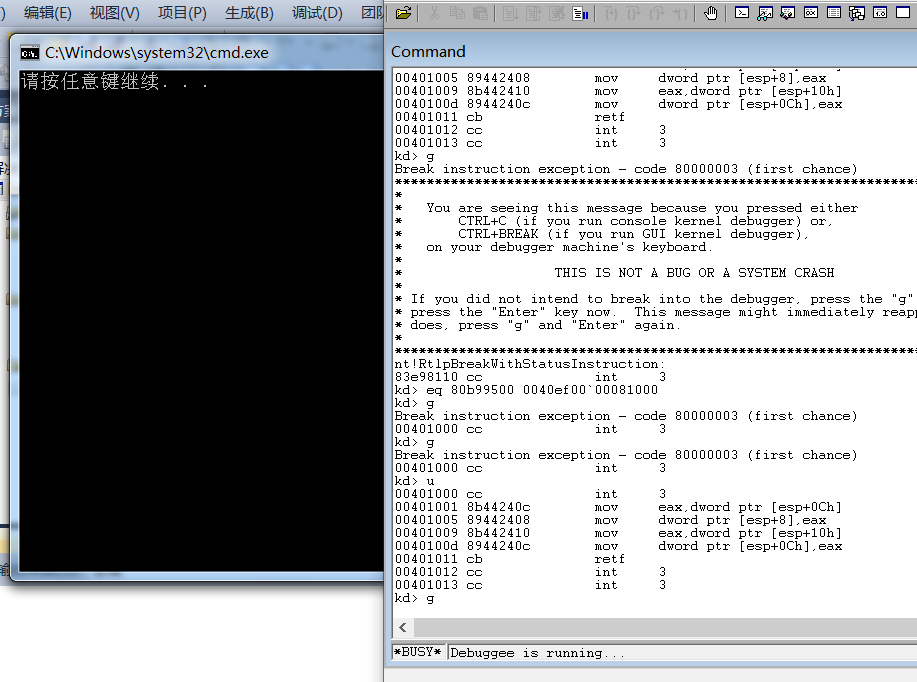 编辑(E) 视图(V) 项目(P) 生成(B) 调试(D) 团队
C:\Windows\system32\cmd.exe
请按任意键继续. . .
Command
00401005 89442408 mov dword ptr [esp+8],eax
00401009 8b442410 mov eax,dword ptr [esp+10h]
0040100d 8944240c mov dword ptr [esp+0Ch],eax
00401011 cb retf
00401012 cc int 3
00401013 cc int 3
kd> g
Break instruction exception - code 80000003 (first chance)
*******************************************************************
*
* You are seeing this message because you pressed either
* CTRL+C (if you run console kernel debugger) or,
* CTRL+BREAK (if you run GUI kernel debugger),
* on your debugger machine's keyboard.
*
* THIS IS NOT A BUG OR A SYSTEM CRASH
*
* If you did not intend to break into the debugger, press the "g"
* press the "Enter" key now. This message might immediately reapp
* does, press "g" and "Enter" again.
*
*******************************************************************
nt!RtlpBreakWithStatusInstruction:
83e98110 cc int 3
kd> eq 80b99500 0040ef00`00081000
kd> g
Break instruction exception - code 80000003 (first chance)
00401000 cc int 3
kd> g
Break instruction exception - code 80000003 (first chance)
00401000 cc int 3
kd> u
00401000 cc int 3
00401001 8b44240c mov eax,dword ptr [esp+0Ch]
00401005 89442408 mov dword ptr [esp+8],eax
00401009 8b442410 mov eax,dword ptr [esp+10h]
0040100d 8944240c mov dword ptr [esp+0Ch],eax
00401011 cb retf
00401012 cc int 3
00401013 cc int 3
kd> g
*BUSY* Debuggee is running...